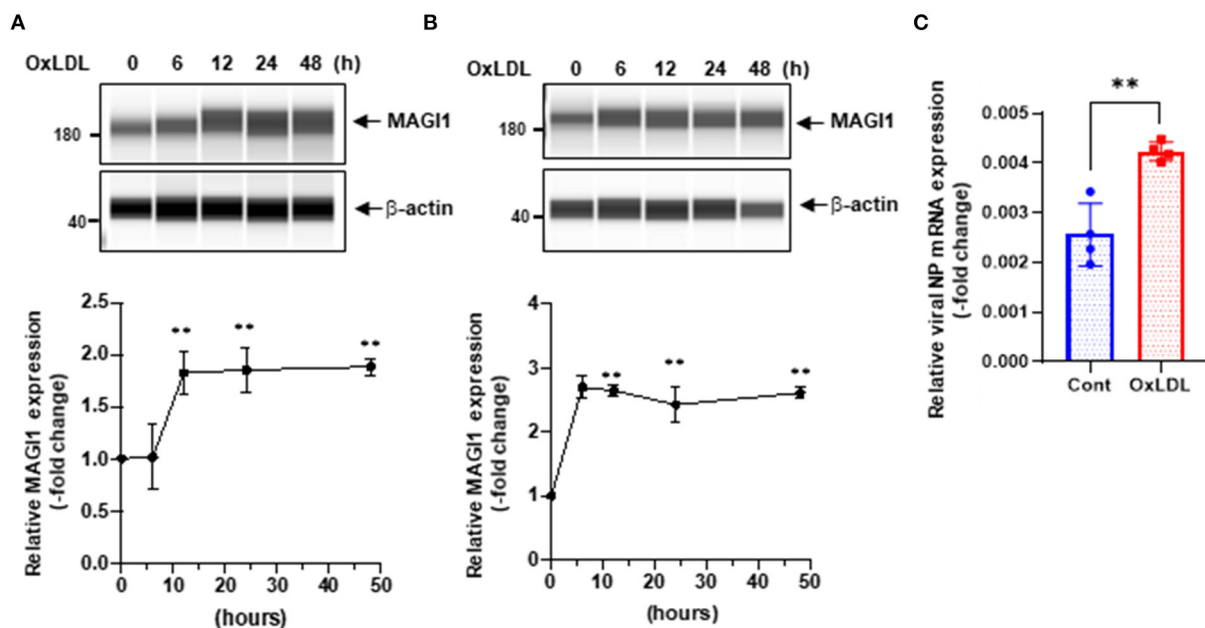 A
OxLDL 0 6 12 24 48 (h)
180
MAGI1
40
β-actin
Relative MAGI1 expression
(-fold change)
2.5
2.0
1.5
1.0
0.5
0.0
** ** **
0 10 20 30 40 50
(hours)
B
OxLDL 0 6 12 24 48 (h)
180
MAGI1
40
β-actin
Relative MAGI1 expression
(-fold change)
4
3
2
1
0
** ** **
0 10 20 30 40 50
(hours)
C
**
Relative viral NP mRNA expression
(-fold change)
0.005
0.004
0.003
0.002
0.001
0.000
Cont OxLDL